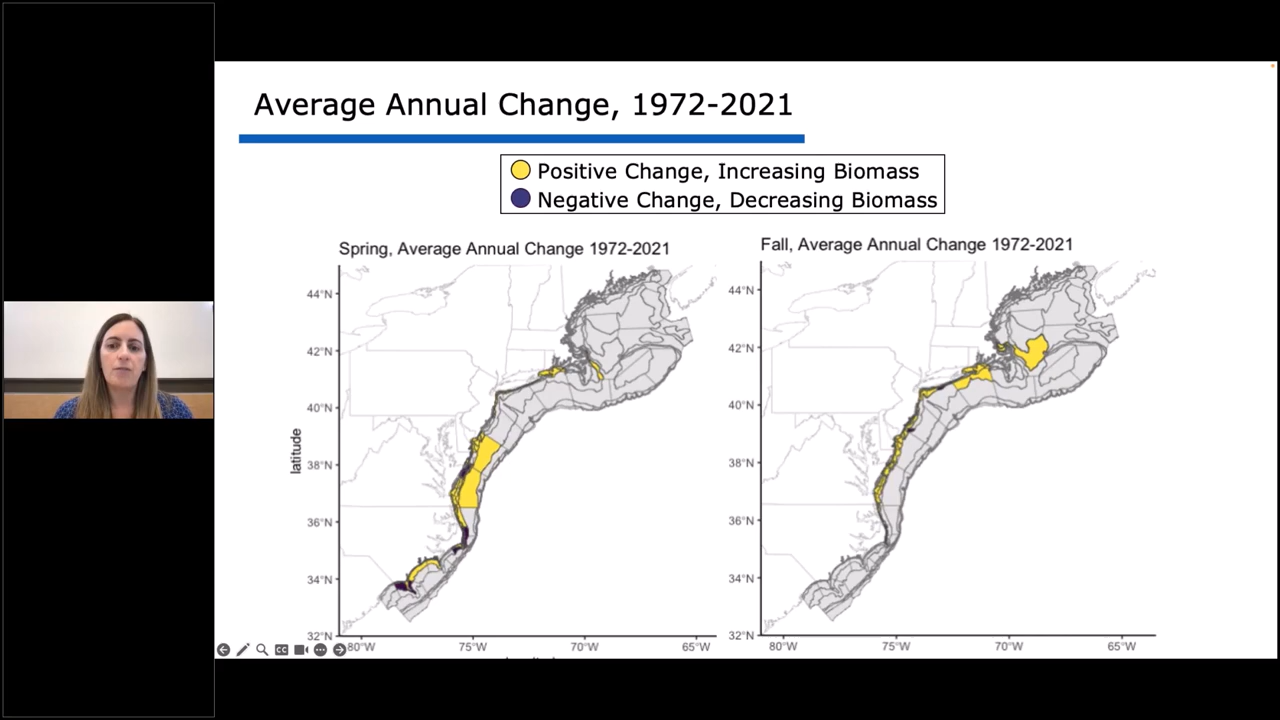 Average Annual Change, 1972-2021
Positive Change, Increasing Biomass
Negative Change, Decreasing Biomass
Spring, Average Annual Change 1972-2021
44°N
42°N
40°N
38°N
36°N
34°N
32°N
latitude
80°W
75°W
70°W
65°W
Fall, Average Annual Change 1972-2021
44°N
42°N
40°N
38°N
36°N
34°N
32°N
80°W
75°W
70°W
65°W
CC